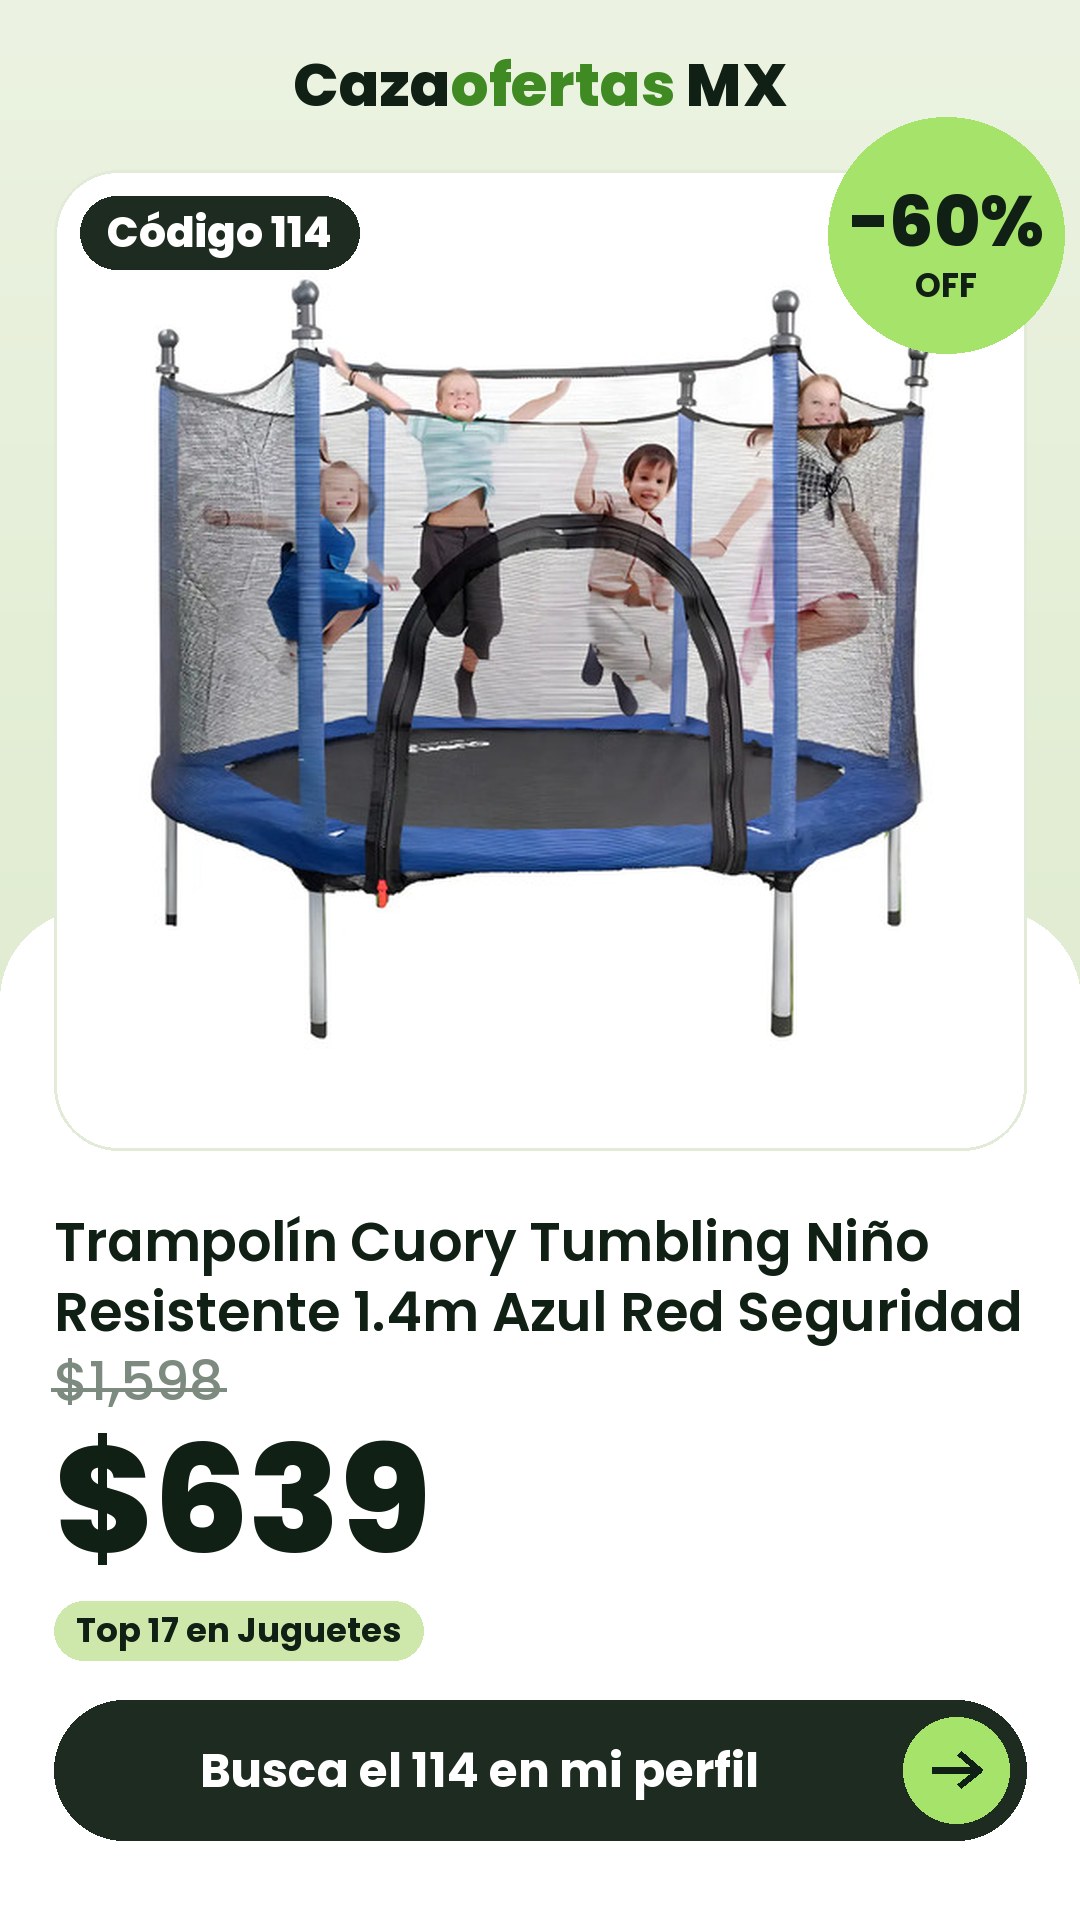 Cazaofertas MX
Código 114
-60%
OFF
Trampolín Cuory Tumbling Niño
Resistente 1.4m Azul Red Seguridad
$1,598
$639
Top 17 en Juguetes
Busca el 114 en mi perfil